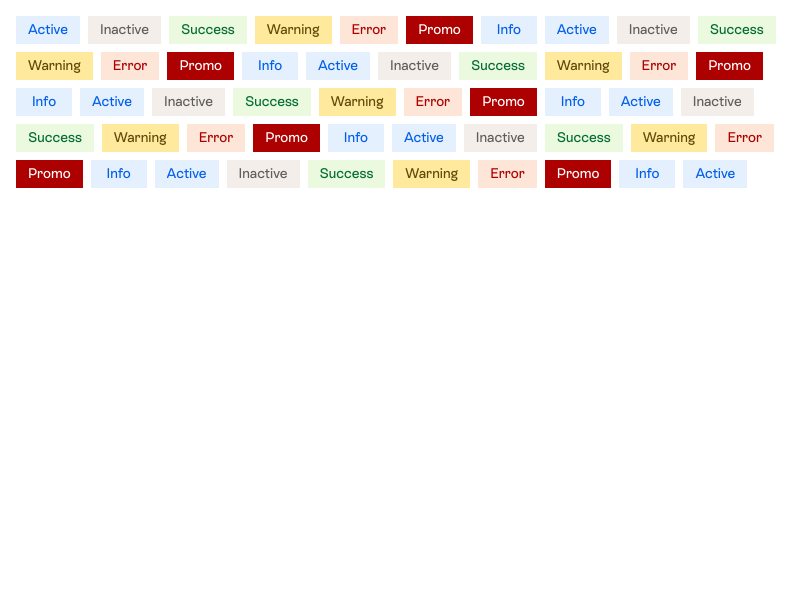 Active Inactive Success Warning Error Promo Info Active Inactive Success
Warning Error Promo Info Active Inactive Success Warning Error Promo
Info Active Inactive Success Warning Error Promo Info Active Inactive
Success Warning Error Promo Info Active Inactive Success Warning Error
Promo Info Active Inactive Success Warning Error Promo Info Active